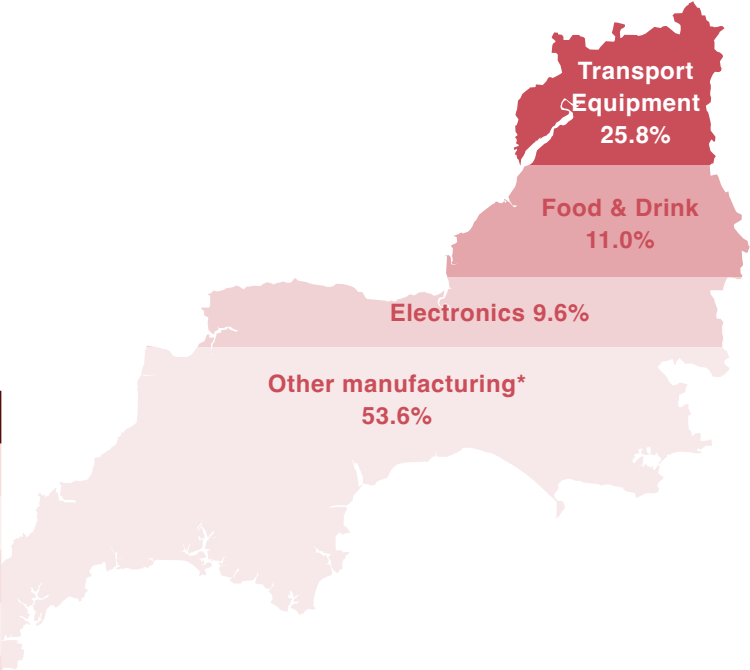 Transport
Equipment
25.8%
Food & Drink
11.0%
Electronics 9.6%
Other manufacturing*
53.6%